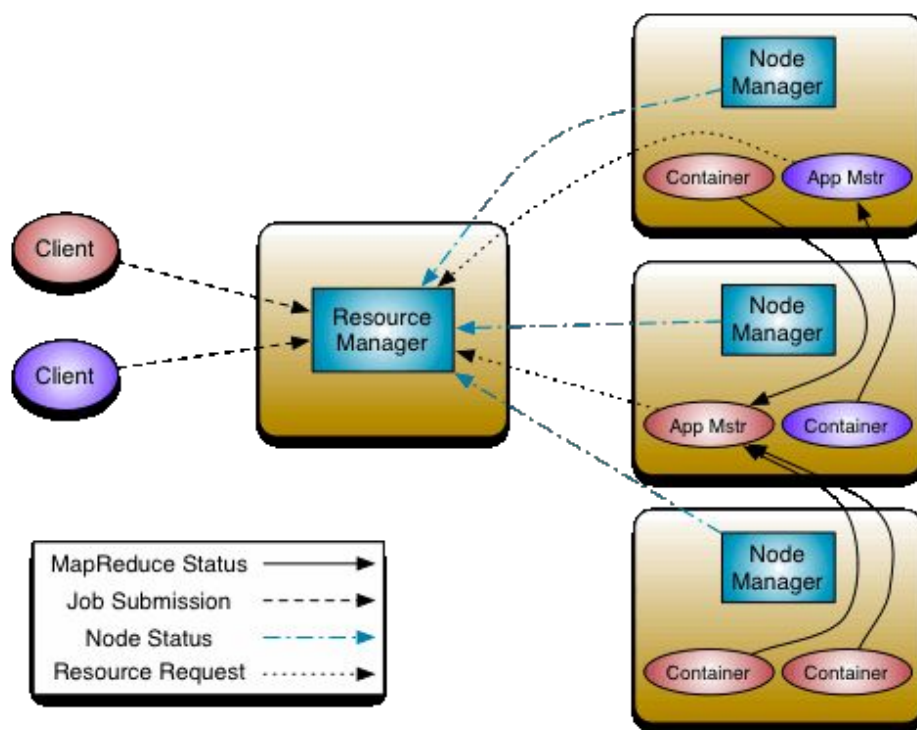 Node
Manager
Container
App Mstr
Client
Client
Resource
Manager
Node
Manager
App Mstr
Container
Node
Manager
Container
Container
MapReduce Status
Job Submission
Node Status
Resource Request